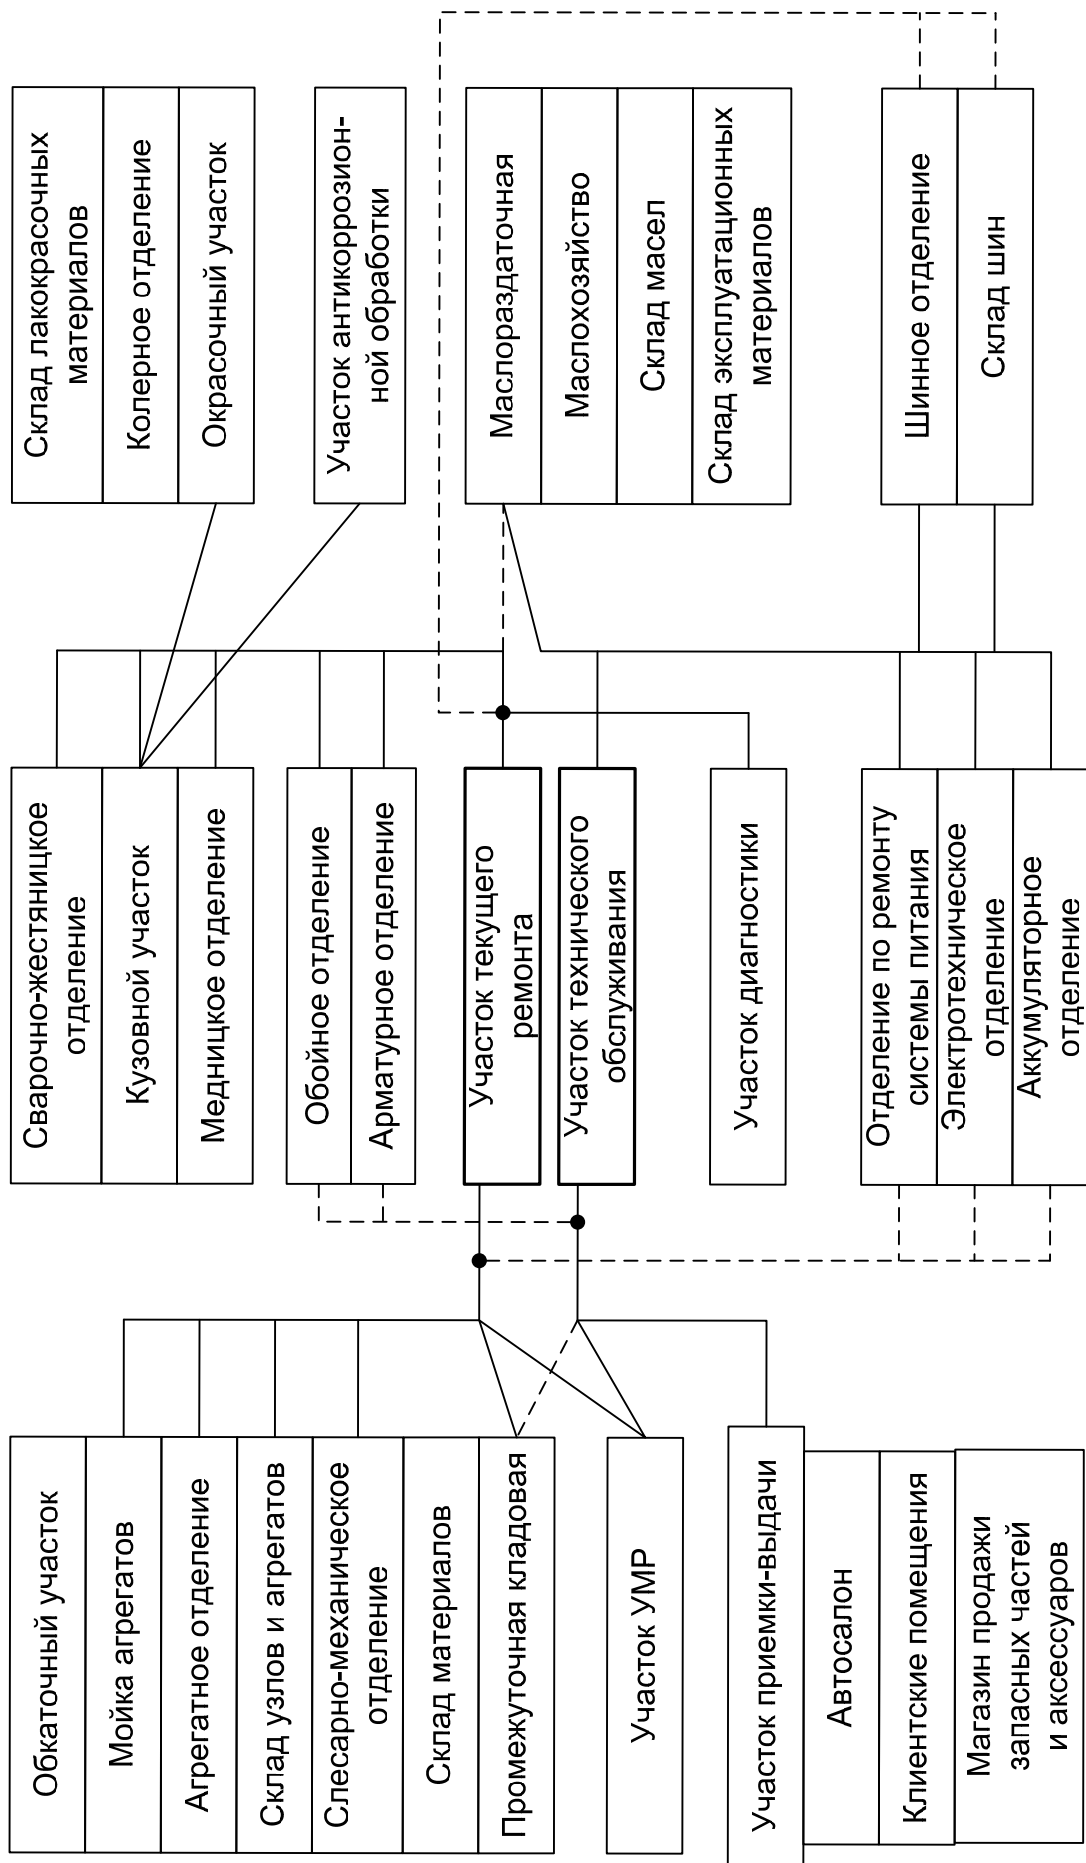 Обкаточный участок
Мойка агрегатов
Агрегатное отделение
Склад узлов и агрегатов
Слесарно-механическое
отделение
Склад материалов
Промежуточная кладовая
Участок УМР
Участок приемки-выдачи
Автосалон
Клиентские помещения
Магазин продажи
запасных частей
и аксессуаров
Сварочно-жестяницкое
отделение
Кузовной участок
Медницкое отделение
Обойное отделение
Арматурное отделение
Участок текущего
ремонта
Участок технического
обслуживания
Участок диагностики
Отделение по ремонту
системы питания
Электротехническое
отделение
Аккумуляторное
отделение
Склад лакокрасочных
материалов
Колерное отделение
Окрасочный участок
Участок антикоррозион-
ной обработки
Маслораздаточная
Маслохозяйство
Склад масел
Склад эксплуатационных
материалов
Шинное отделение
Склад шин